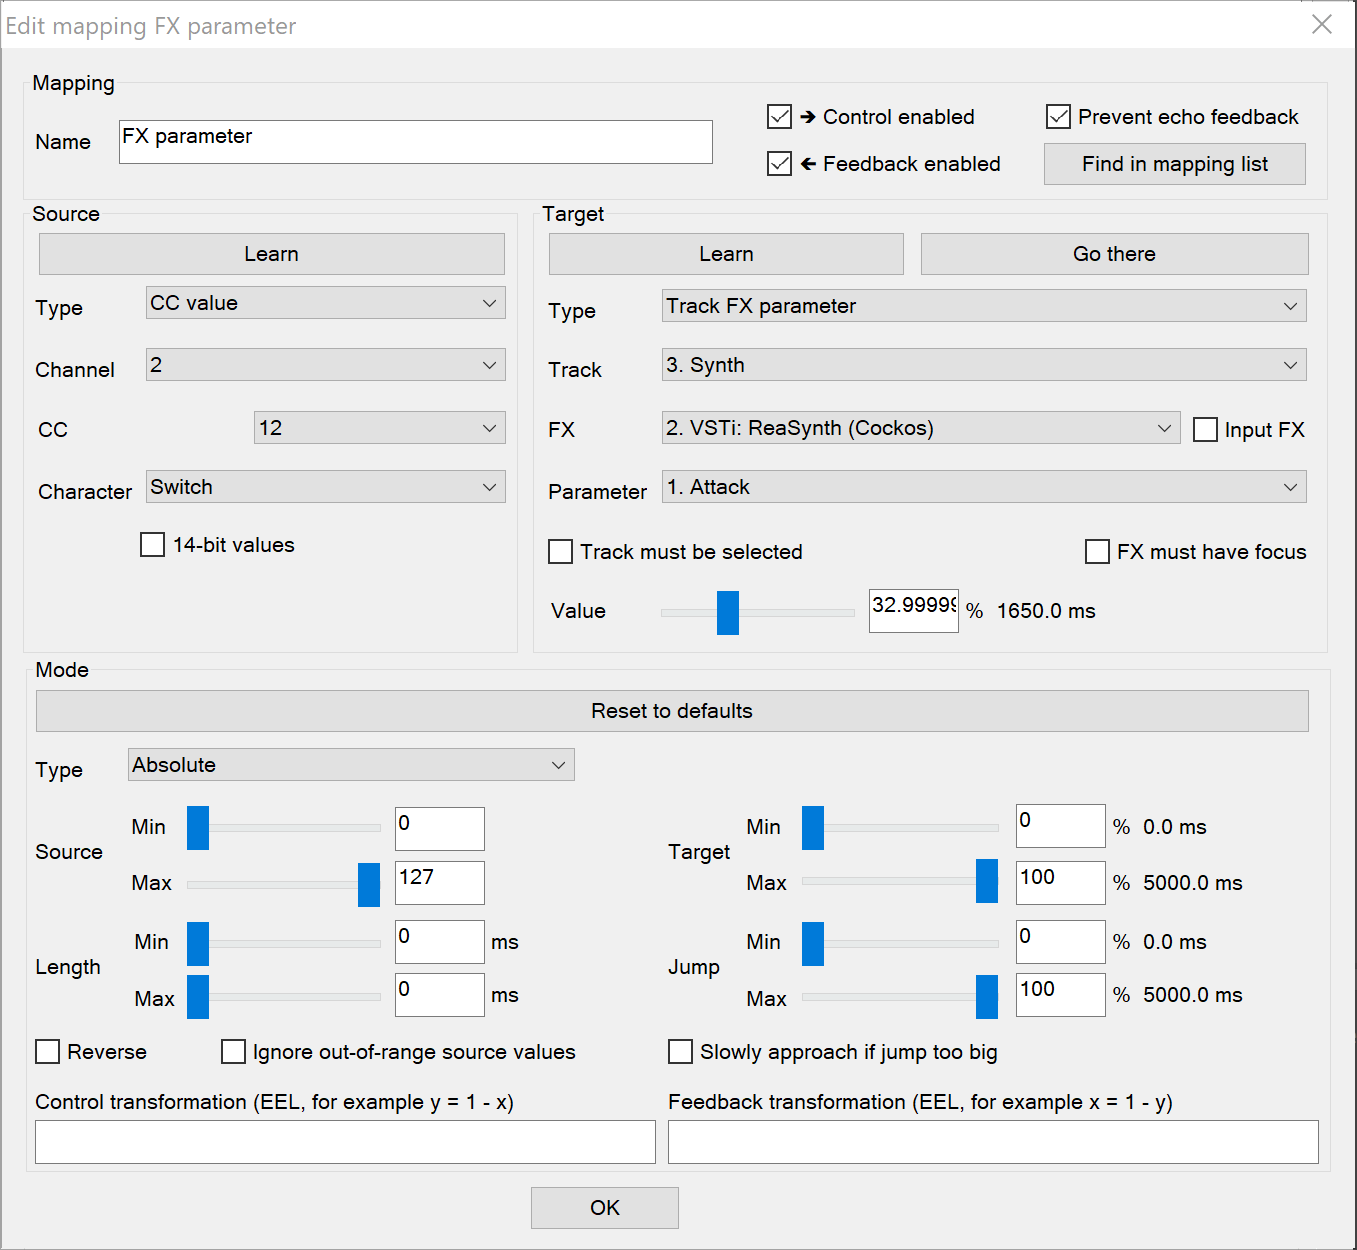 Edit mapping FX parameter
Mapping
Name FX parameter
→ Control enabled
Prevent echo feedback
← Feedback enabled
Find in mapping list
Source
Learn
Type CC value
Channel 2
CC 12
Character Switch
14-bit values
Target
Learn Go there
Type Track FX parameter
Track 3. Synth
FX 2. VSTi: ReaSynth (Cockos) Input FX
Parameter 1. Attack
Track must be selected FX must have focus
Value 32.99999 % 1650.0 ms
Mode
Reset to defaults
Type Absolute
Source
Min 0
Max 127
Length
Min 0 ms
Max 0 ms
Target
Min 0 % 0.0 ms
Max 100 % 5000.0 ms
Jump
Min 0 % 0.0 ms
Max 100 % 5000.0 ms
Reverse Ignore out-of-range source values Slowly approach if jump too big
Control transformation (EEL, for example y = 1 - x)
Feedback transformation (EEL, for example x = 1 - y)
OK